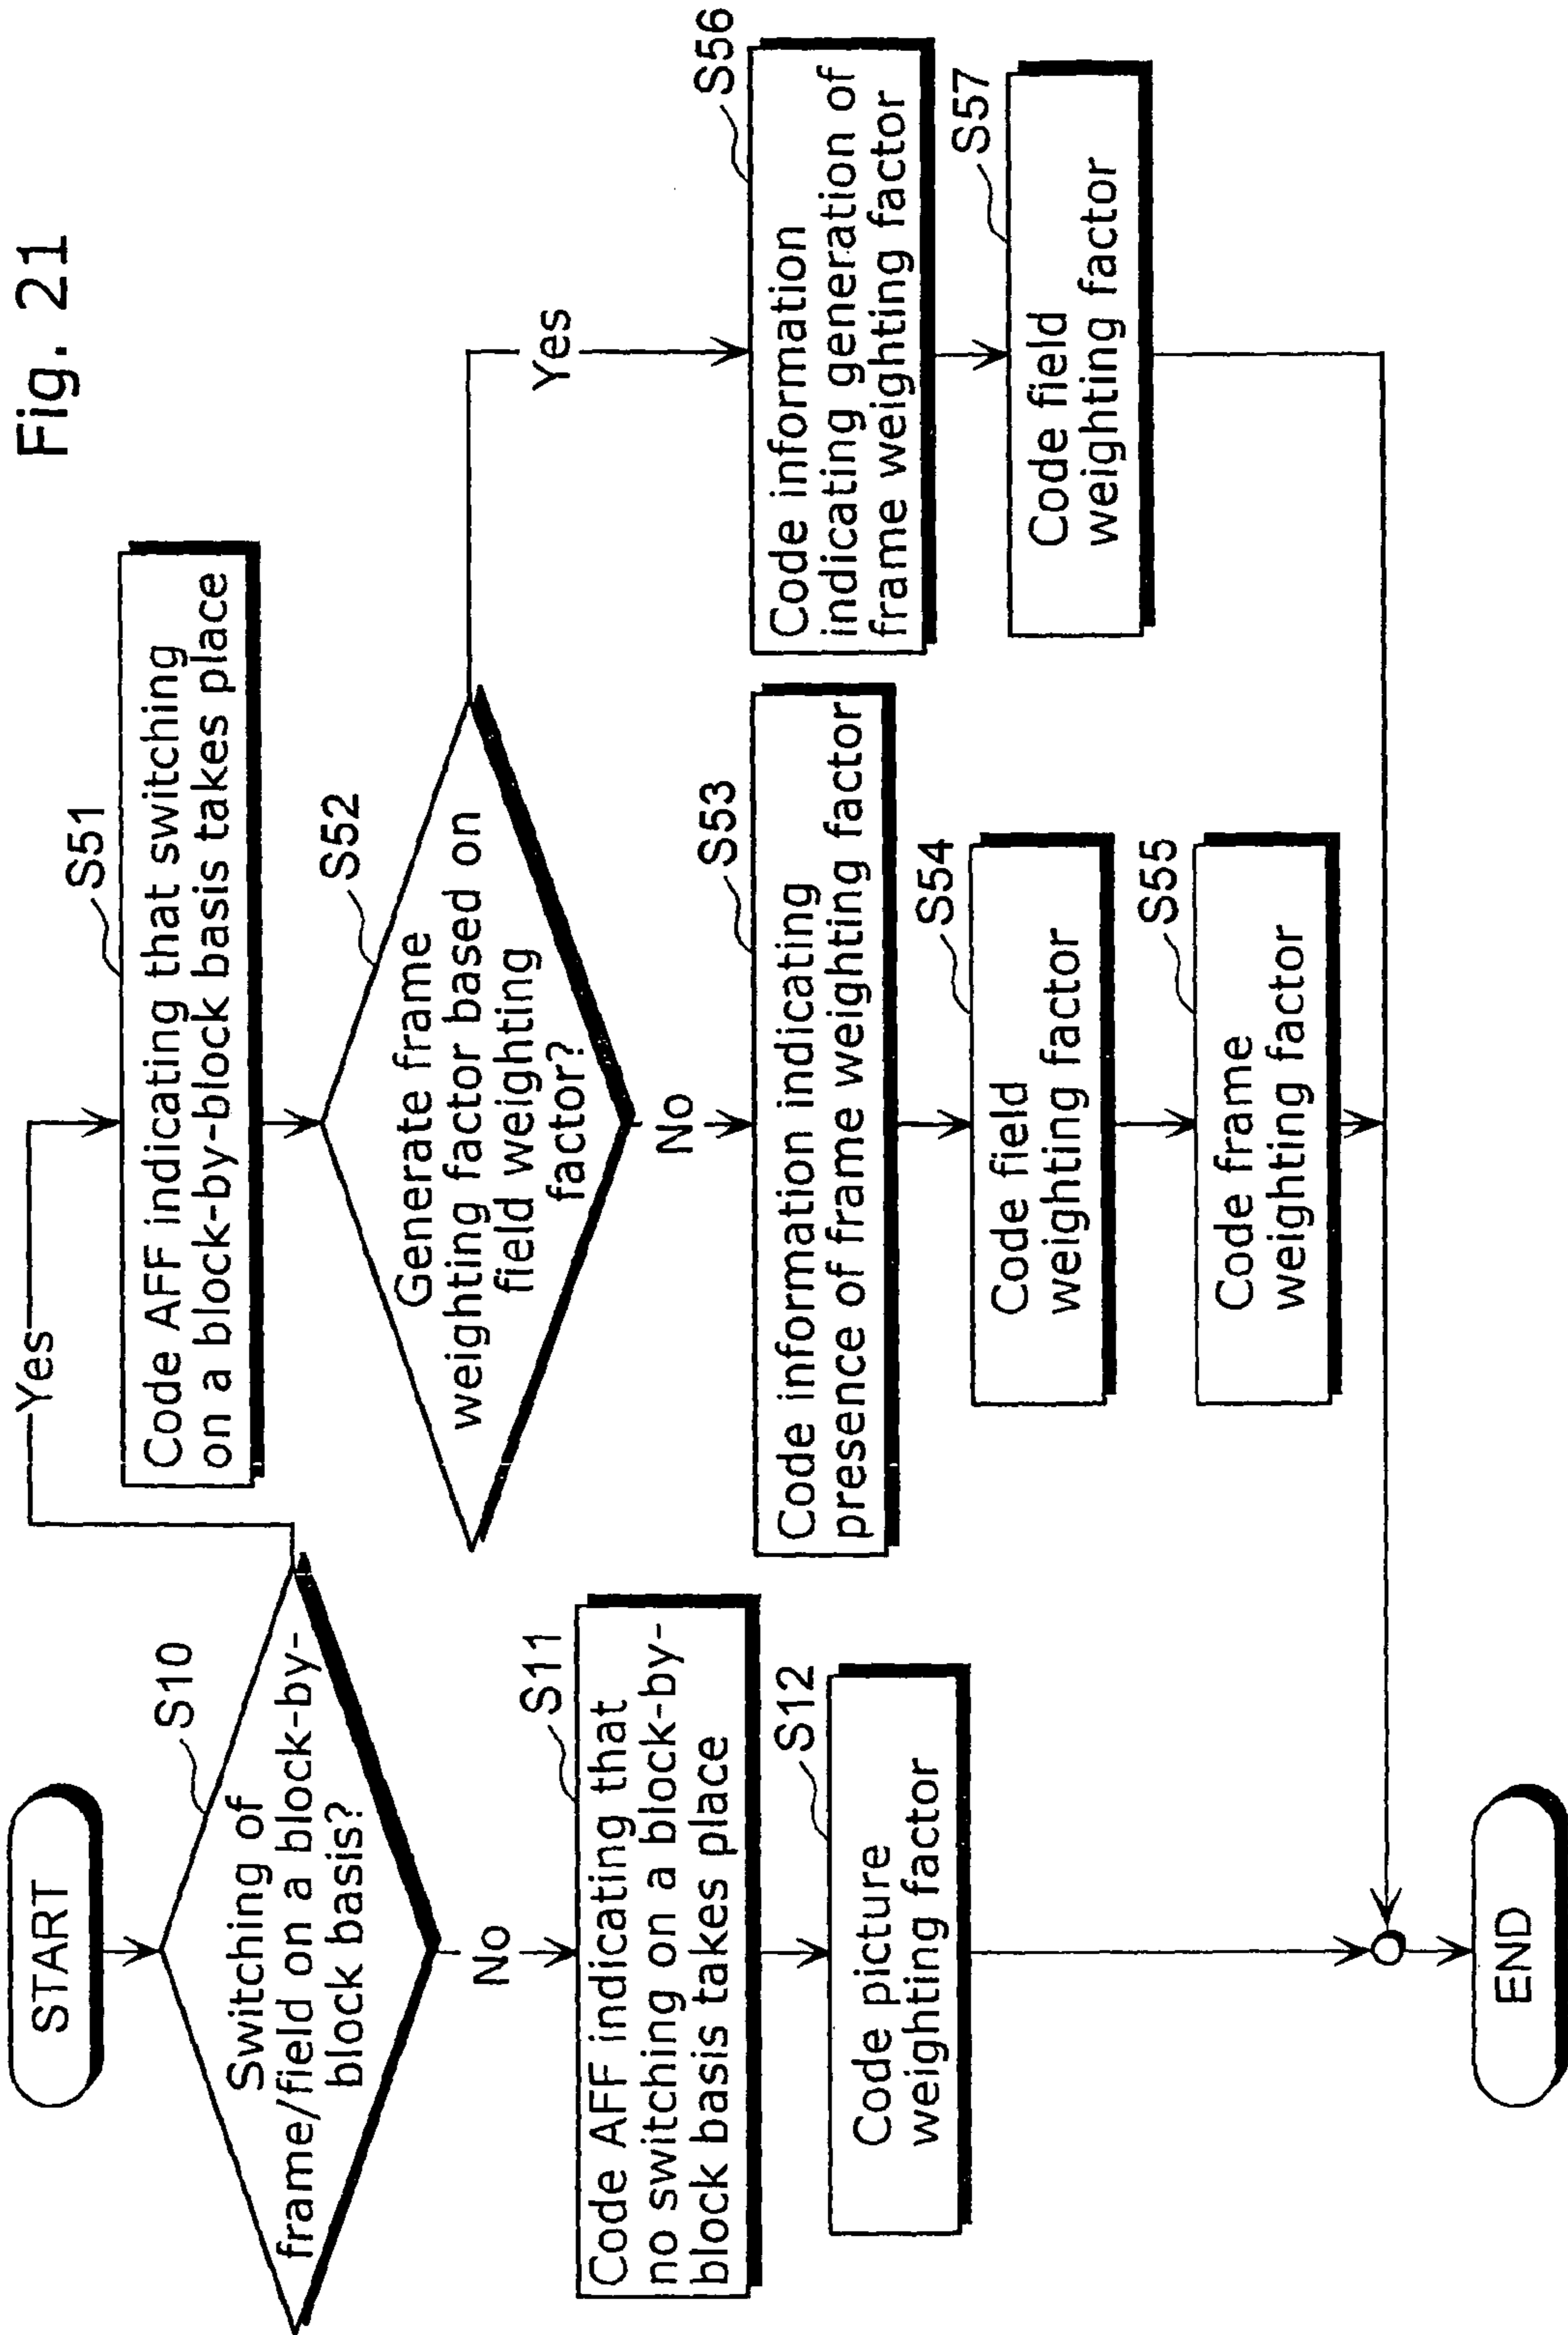 Fig. 21
START
S10
Switching of
frame/field on a block-by-
block basis?
Yes
No
S11
Code AFF indicating that
no switching on a block-by-
block basis takes place
S12
Code picture
weighting factor
S51
Code AFF indicating that switching
on a block-by-block basis takes place
S52
Generate frame
weighting factor based on
field weighting
factor?
Yes
No
S53
Code information indicating
presence of frame weighting factor
S54
Code field
weighting factor
S55
Code frame
weighting factor
S56
Code information
indicating generation of
frame weighting factor
S57
Code field
weighting factor
END